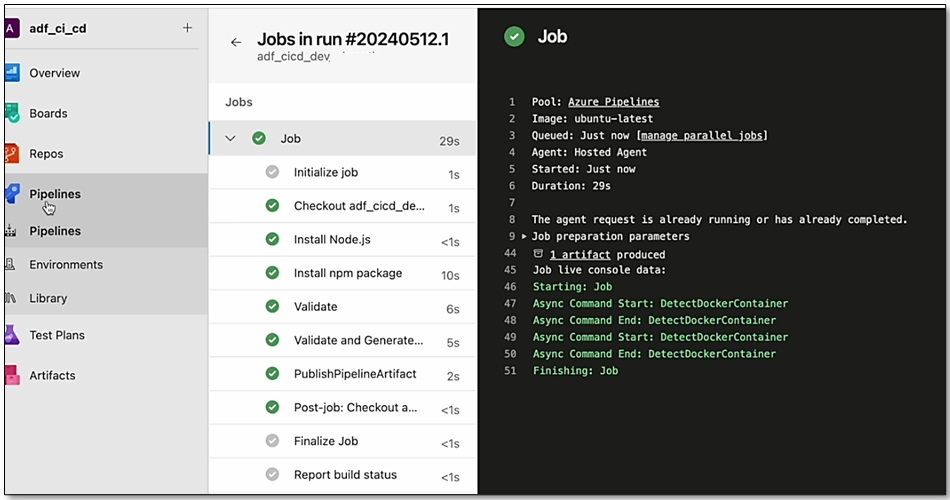 A adf_ci_cd +
Overview
Boards
Repos
Pipelines
Pipelines
Environments
Library
Test Plans
Artifacts
Jobs in run #20240512.1
adf_cicd_dev
Jobs
Job 29s
Initialize job 1s
Checkout adf_cicd_de... 1s
Install Node.js <1s
Install npm package 10s
Validate 6s
Validate and Generate... 5s
PublishPipelineArtifact 2s
Post-job: Checkout a... <1s
Finalize Job <1s
Report build status <1s
Job
1 Pool: Azure Pipelines
2 Image: ubuntu-latest
3 Queued: Just now [manage parallel jobs]
4 Agent: Hosted Agent
5 Started: Just now
6 Duration: 29s
7
8 The agent request is already running or has already completed.
9 Job preparation parameters
44 1 artifact produced
45 Job live console data:
46 Starting: Job
47 Async Command Start: DetectDockerContainer
48 Async Command End: DetectDockerContainer
49 Async Command Start: DetectDockerContainer
50 Async Command End: DetectDockerContainer
51 Finishing: Job